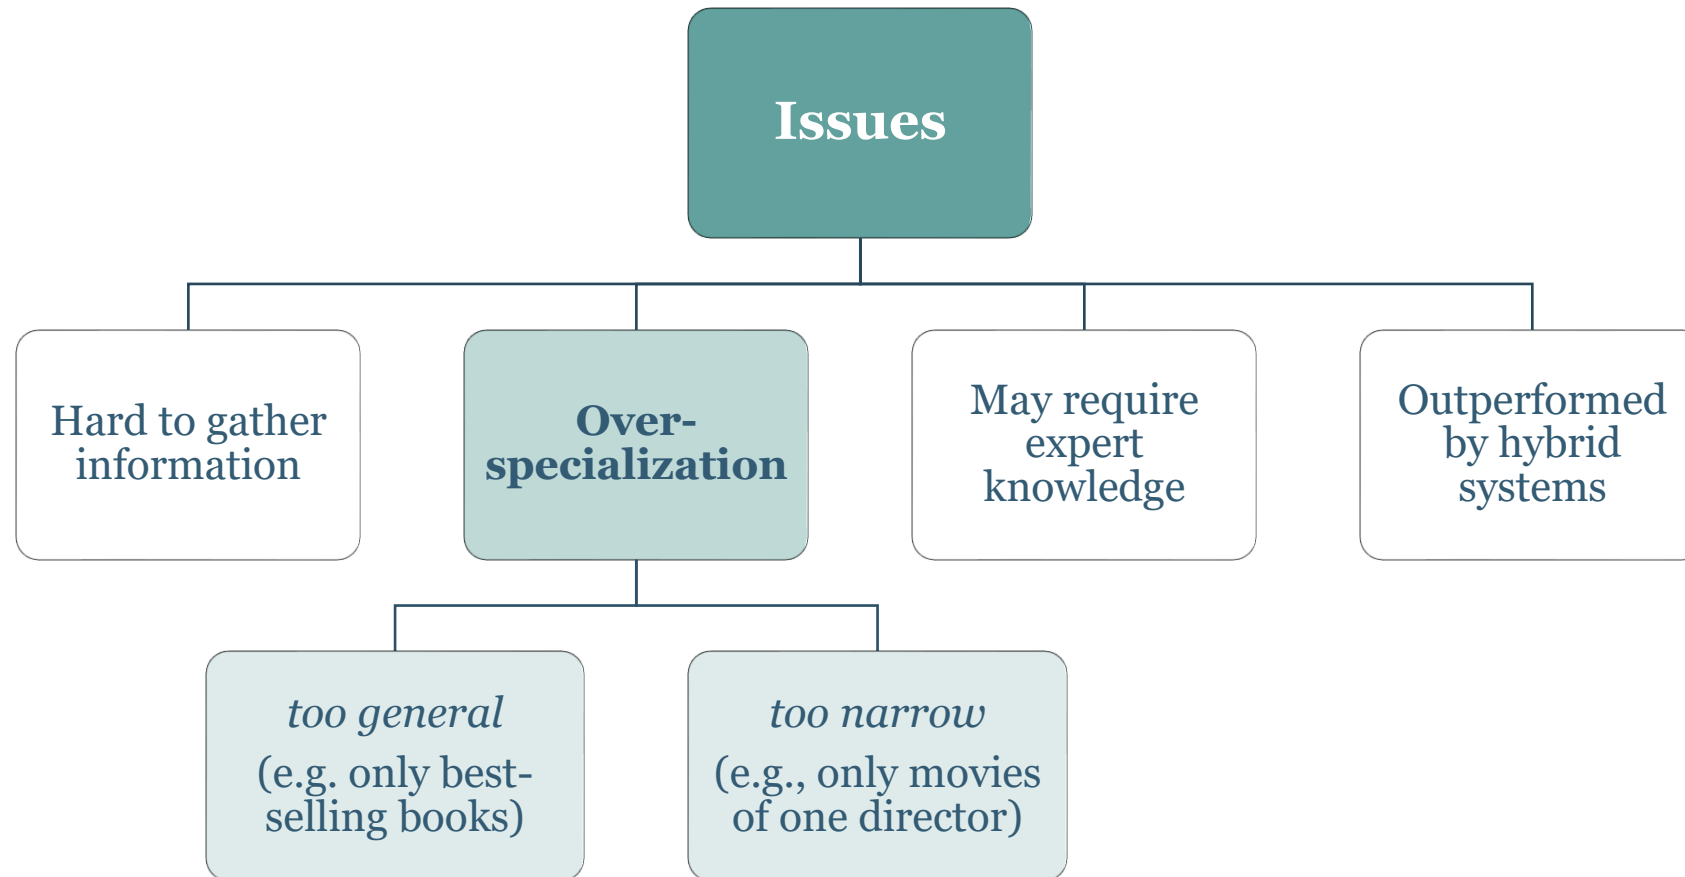 Issues
Hard to gather
information
Over-
specialization
May require
expert
knowledge
Outperformed
by hybrid
systems
too general
(e.g. only best-
selling books)
too narrow
(e.g., only movies
of one director)